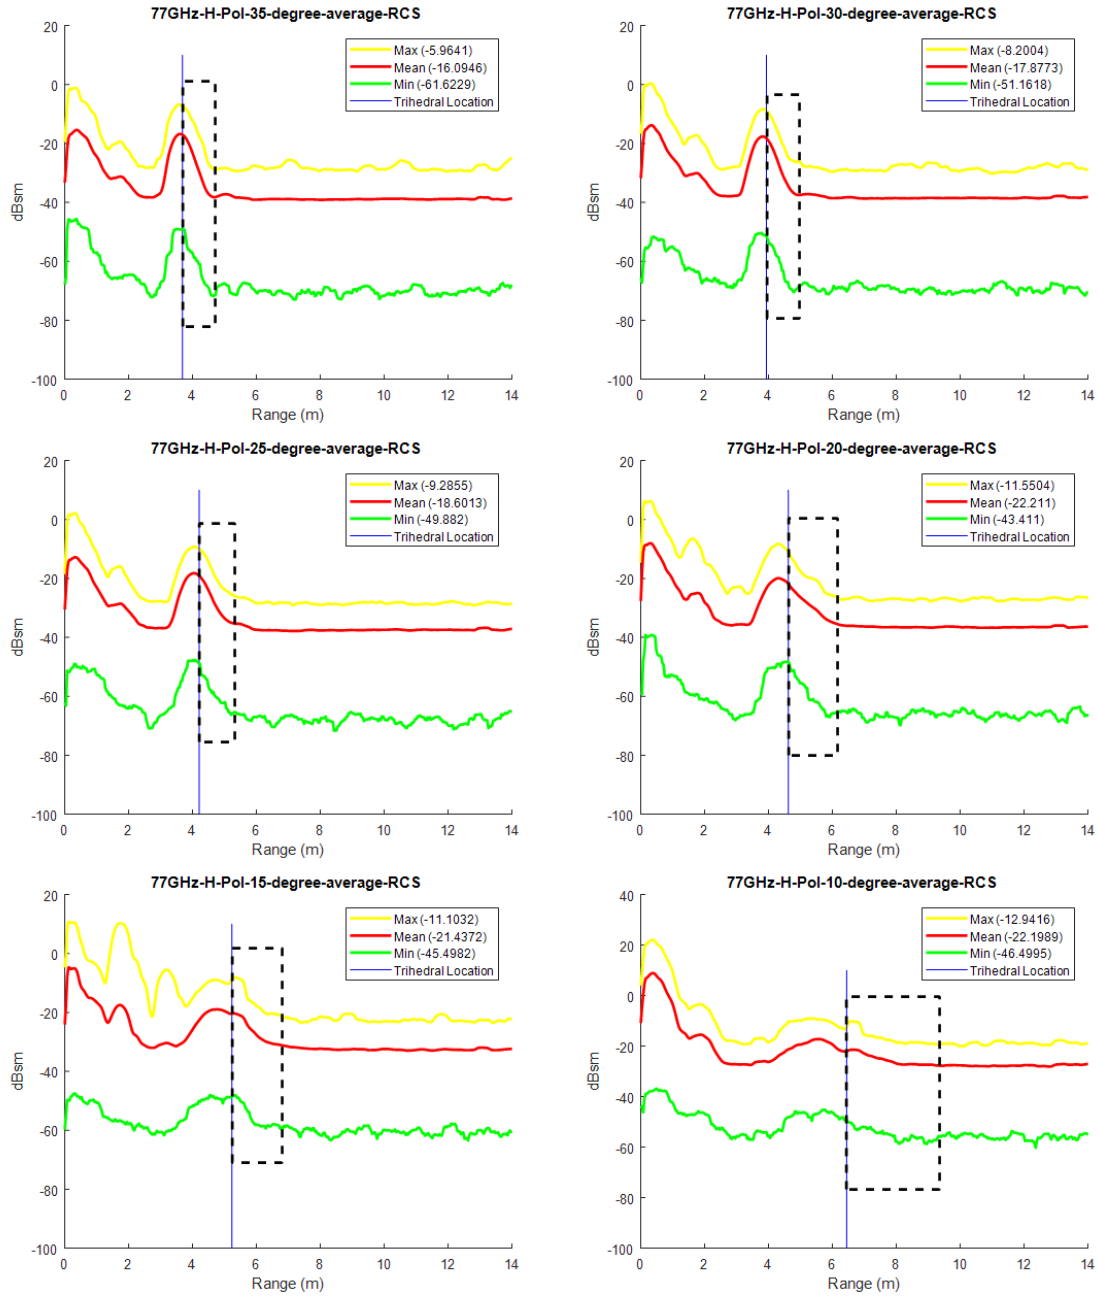 77GHz-H-Pol-35-degree-average-RCS
20
0
-20
-40
-60
-80
-100
dBsm
Max (-5.9641)
Mean (-16.0946)
Min (-61.6229)
Trihedral Location
0 2 4 6 8 10 12 14
Range (m)
77GHz-H-Pol-30-degree-average-RCS
20
0
-20
-40
-60
-80
-100
dBsm
Max (-8.2004)
Mean (-17.8773)
Min (-51.1618)
Trihedral Location
0 2 4 6 8 10 12 14
Range (m)
77GHz-H-Pol-25-degree-average-RCS
20
0
-20
-40
-60
-80
-100
dBsm
Max (-9.2855)
Mean (-18.6013)
Min (-49.882)
Trihedral Location
0 2 4 6 8 10 12 14
Range (m)
77GHz-H-Pol-20-degree-average-RCS
20
0
-20
-40
-60
-80
-100
dBsm
Max (-11.5504)
Mean (-22.211)
Min (-43.411)
Trihedral Location
0 2 4 6 8 10 12 14
Range (m)
77GHz-H-Pol-15-degree-average-RCS
20
0
-20
-40
-60
-80
-100
dBsm
Max (-11.1032)
Mean (-21.4372)
Min (-45.4982)
Trihedral Location
0 2 4 6 8 10 12 14
Range (m)
77GHz-H-Pol-10-degree-average-RCS
40
20
0
-20
-40
-60
-80
-100
dBsm
Max (-12.9416)
Mean (-22.1989)
Min (-46.4995)
Trihedral Location
0 2 4 6 8 10 12 14
Range (m)